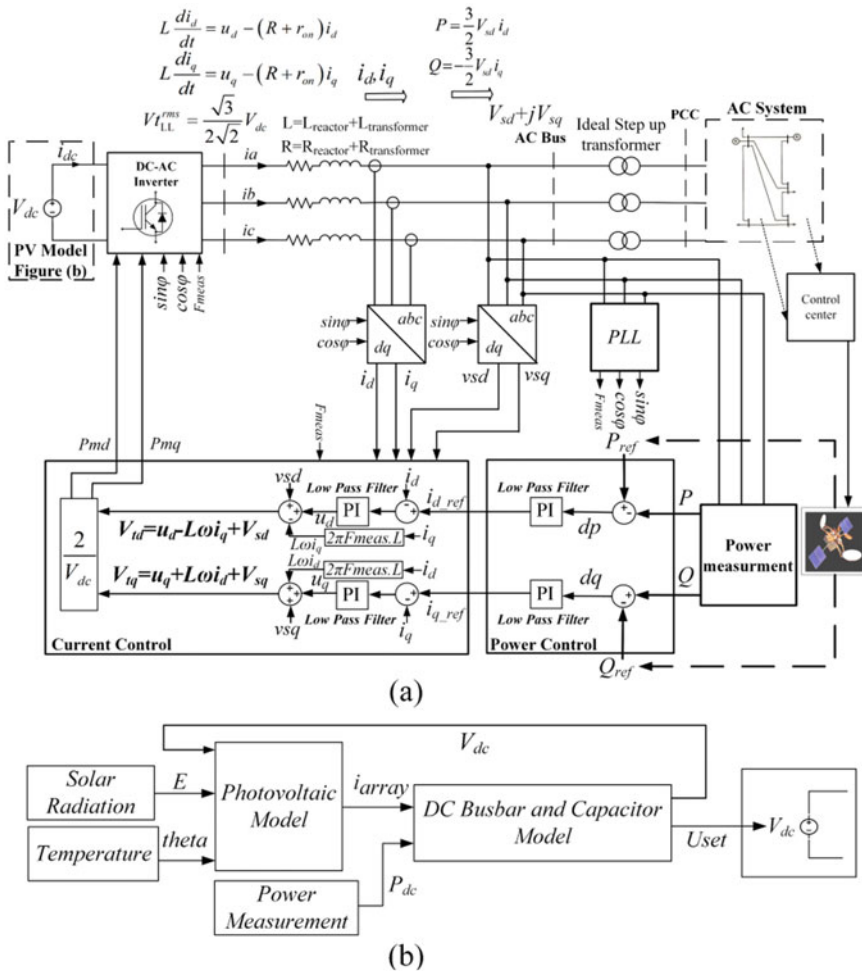 L di_d/dt = u_d − (R + r_on) i_d
P = 3/2 V_sd i_d
L di_q/dt = u_q − (R + r_on) i_q
i_d, i_q
Q = −3/2 V_sd i_q
Vt_LL^rms = √3/(2√2) V_dc
L=L_reactor+L_transformer
R=R_reactor+R_transformer
V_sd+jV_sq
AC Bus
Ideal Step up
transformer
PCC
AC System
i_dc
DC-AC
Inverter
V_dc
PV Model
Figure (b)
ia
ib
ic
sinφ
cosφ
Fmeas
sinφ
cosφ
abc
dq
sinφ
cosφ
abc
dq
PLL
Control
center
i_d
i_q
vsd
vsq
Fmeas
cosφ
sinφ
Fmeas
Pmd
Pmq
P_ref
vsd
Low Pass Filter
i_d
i_d_ref
Low Pass Filter
P
2/V_dc
V_td=u_d-Lωi_q+V_sd
u_d
PI
PI
dp
Lωi_q
2πFmeas.L
i_q
Lωi_d
2πFmeas.L
i_d
Power
measurment
V_tq=u_q+Lωi_d+V_sq
u_q
PI
i_q_ref
PI
dq
Q
vsq
Low Pass Filter
i_q
Low Pass Filter
Current Control
Power Control
Q_ref
(a)
V_dc
Solar
Radiation
E
Photovoltaic
Model
i_array
DC Busbar and Capacitor
Model
V_dc
Temperature
theta
Uset
Power
Measurement
P_dc
(b)